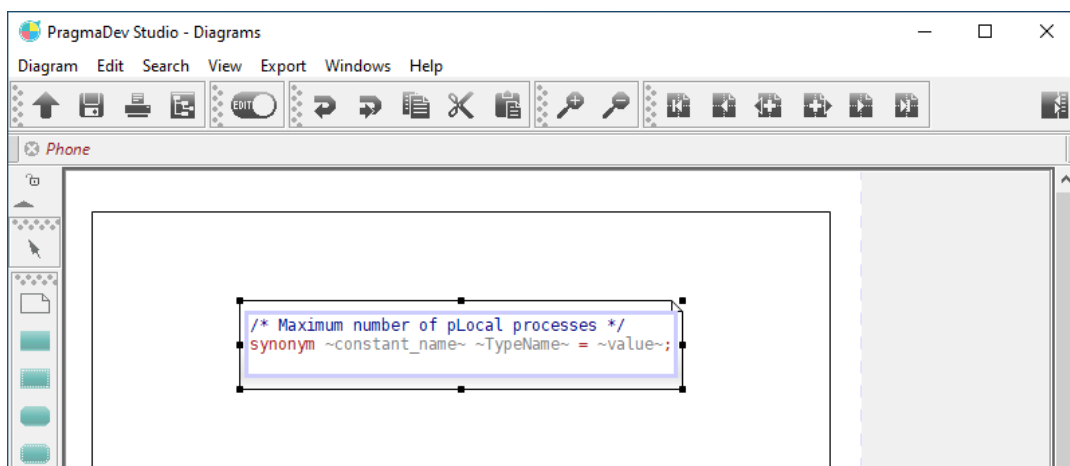 PragmaDev Studio - Diagrams
Diagram Edit Search View Export Windows Help
EDIT
Phone
/* Maximum number of pLocal processes */
synonym ~constant_name~ ~TypeName~ = ~value~;